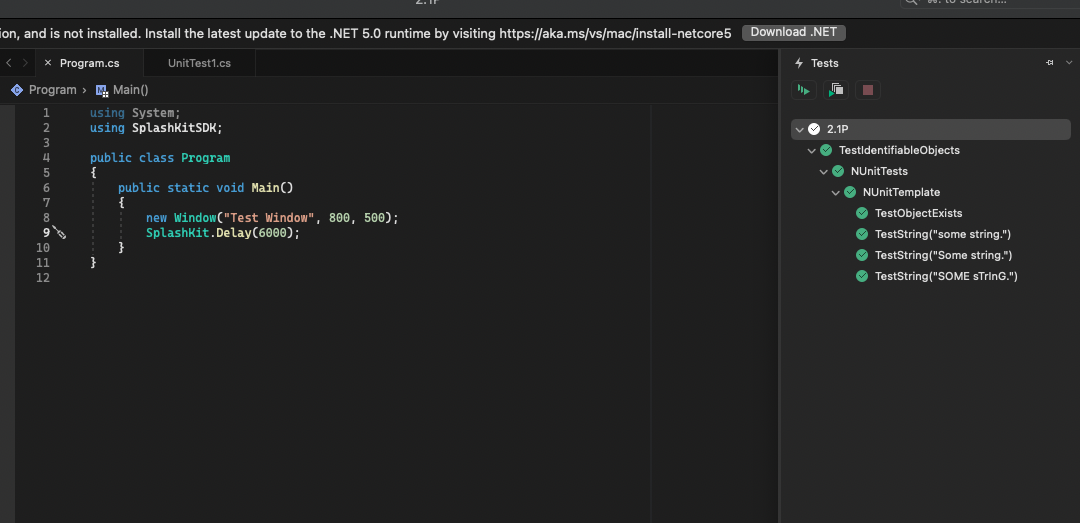 2.1P
⌘. to search...
ion, and is not installed. Install the latest update to the .NET 5.0 runtime by visiting https://aka.ms/vs/mac/install-netcore5 Download .NET
Program.cs
UnitTest1.cs
Program › Main()
1 using System;
2 using SplashKitSDK;
3
4 public class Program
5 {
6 public static void Main()
7 {
8 new Window("Test Window", 800, 500);
9 SplashKit.Delay(6000);
10 }
11 }
12
Tests
2.1P
TestIdentifiableObjects
NUnitTests
NUnitTemplate
TestObjectExists
TestString("some string.")
TestString("Some string.")
TestString("SOME sTrInG.")